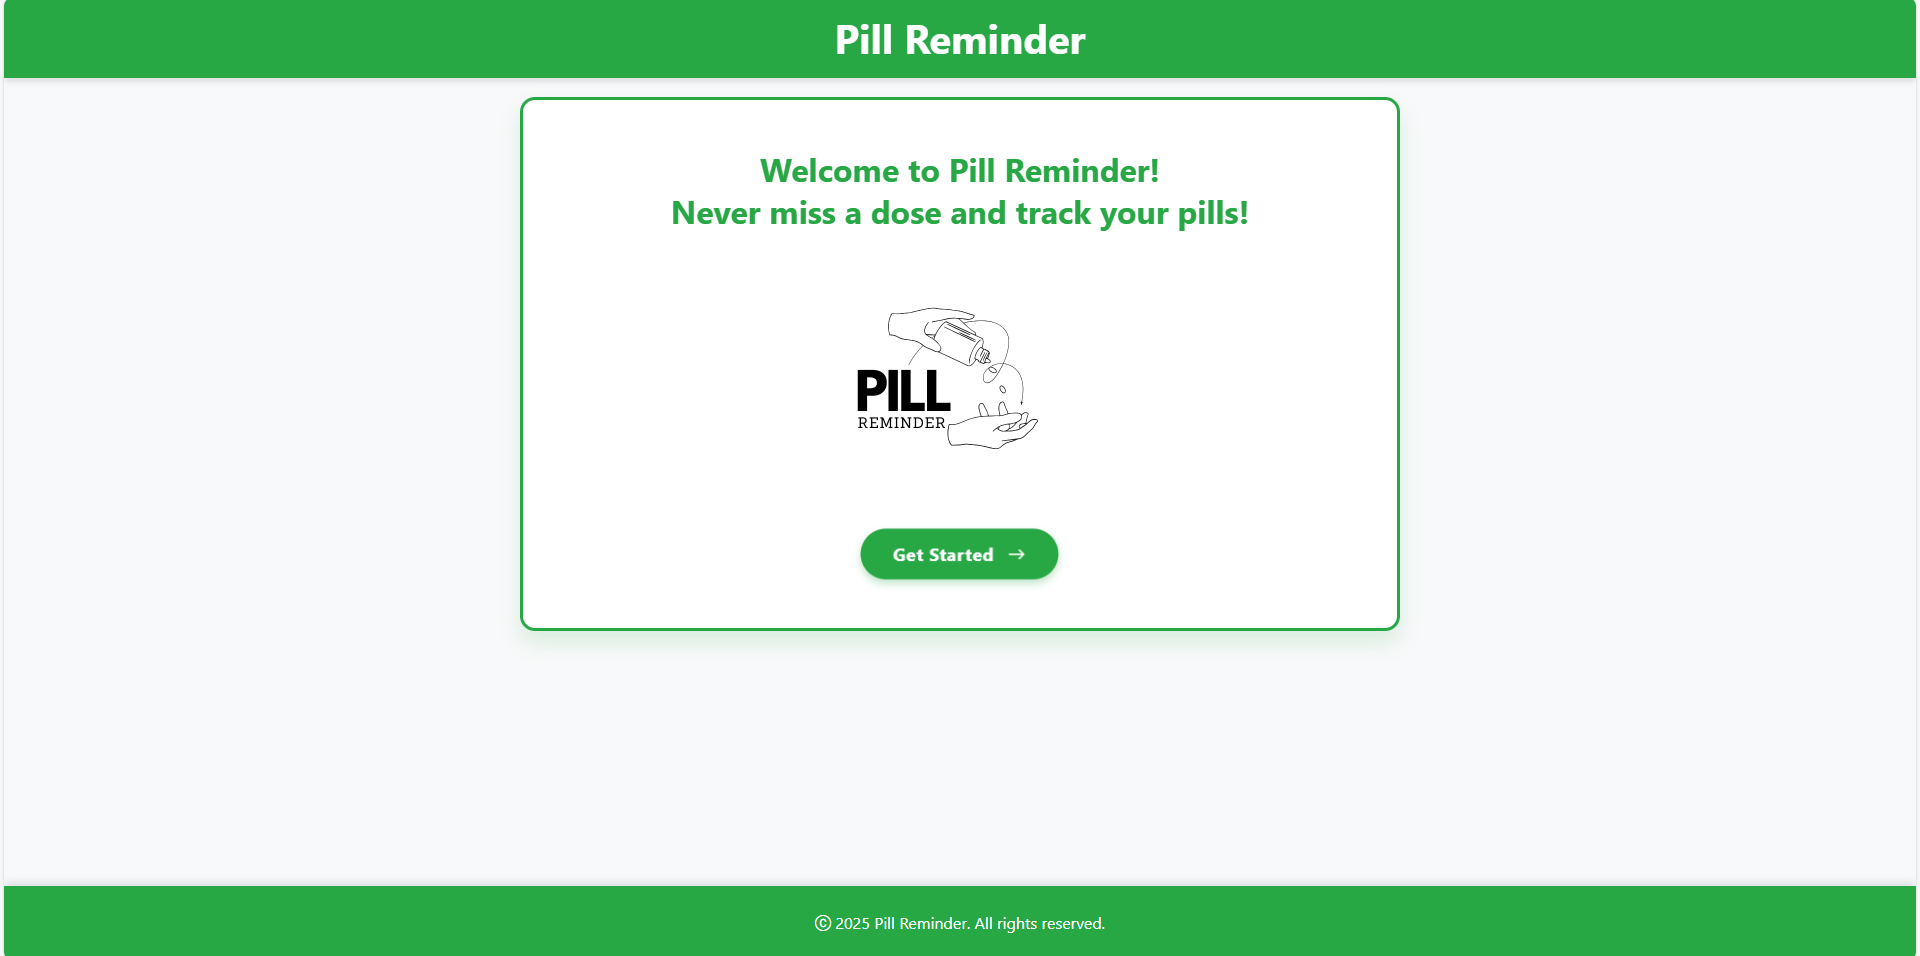 Pill Reminder
Welcome to Pill Reminder!
Never miss a dose and track your pills!
PILL
REMINDER
Get Started →
© 2025 Pill Reminder. All rights reserved.